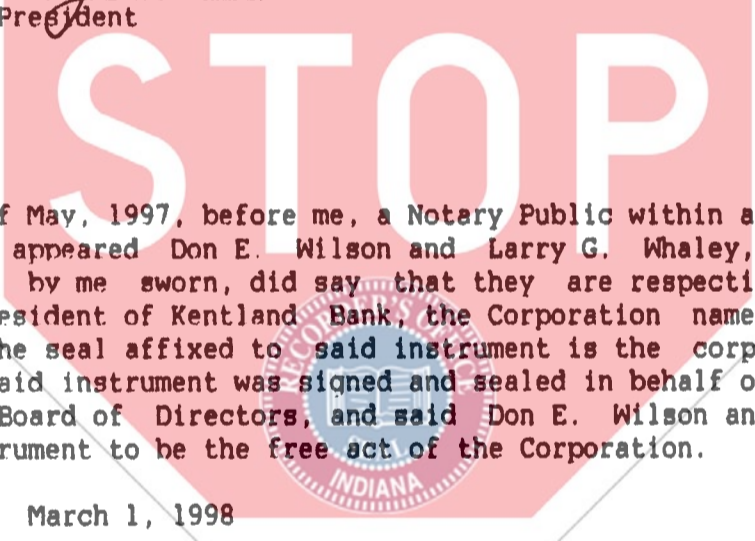 President
STOP
f May, 1997, before me, a Notary Public within a
appeared Don E. Wilson and Larry G. Whaley,
by me sworn, did say that they are respecti
esident of Kentland Bank, the Corporation name
he seal affixed to said instrument is the corp
aid instrument was signed and sealed in behalf o
Board of Directors, and said Don E. Wilson an
rument to be the free act of the Corporation.
RECORDER'S OFFICE
INDIANA
March 1, 1998